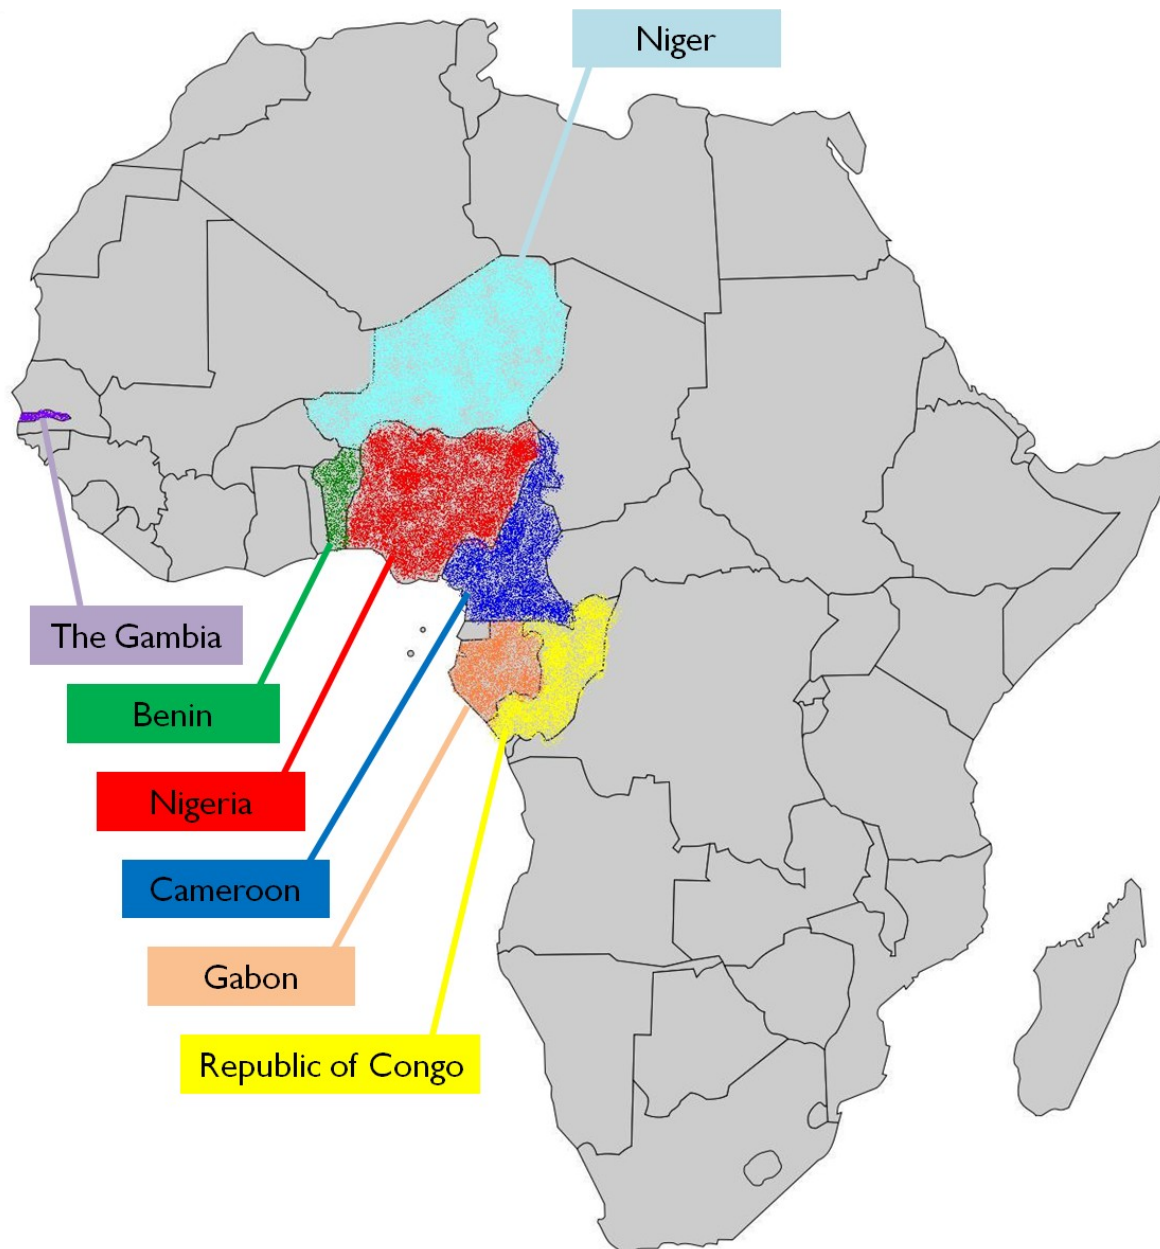 Niger
The Gambia
Benin
Nigeria
Cameroon
Gabon
Republic of Congo